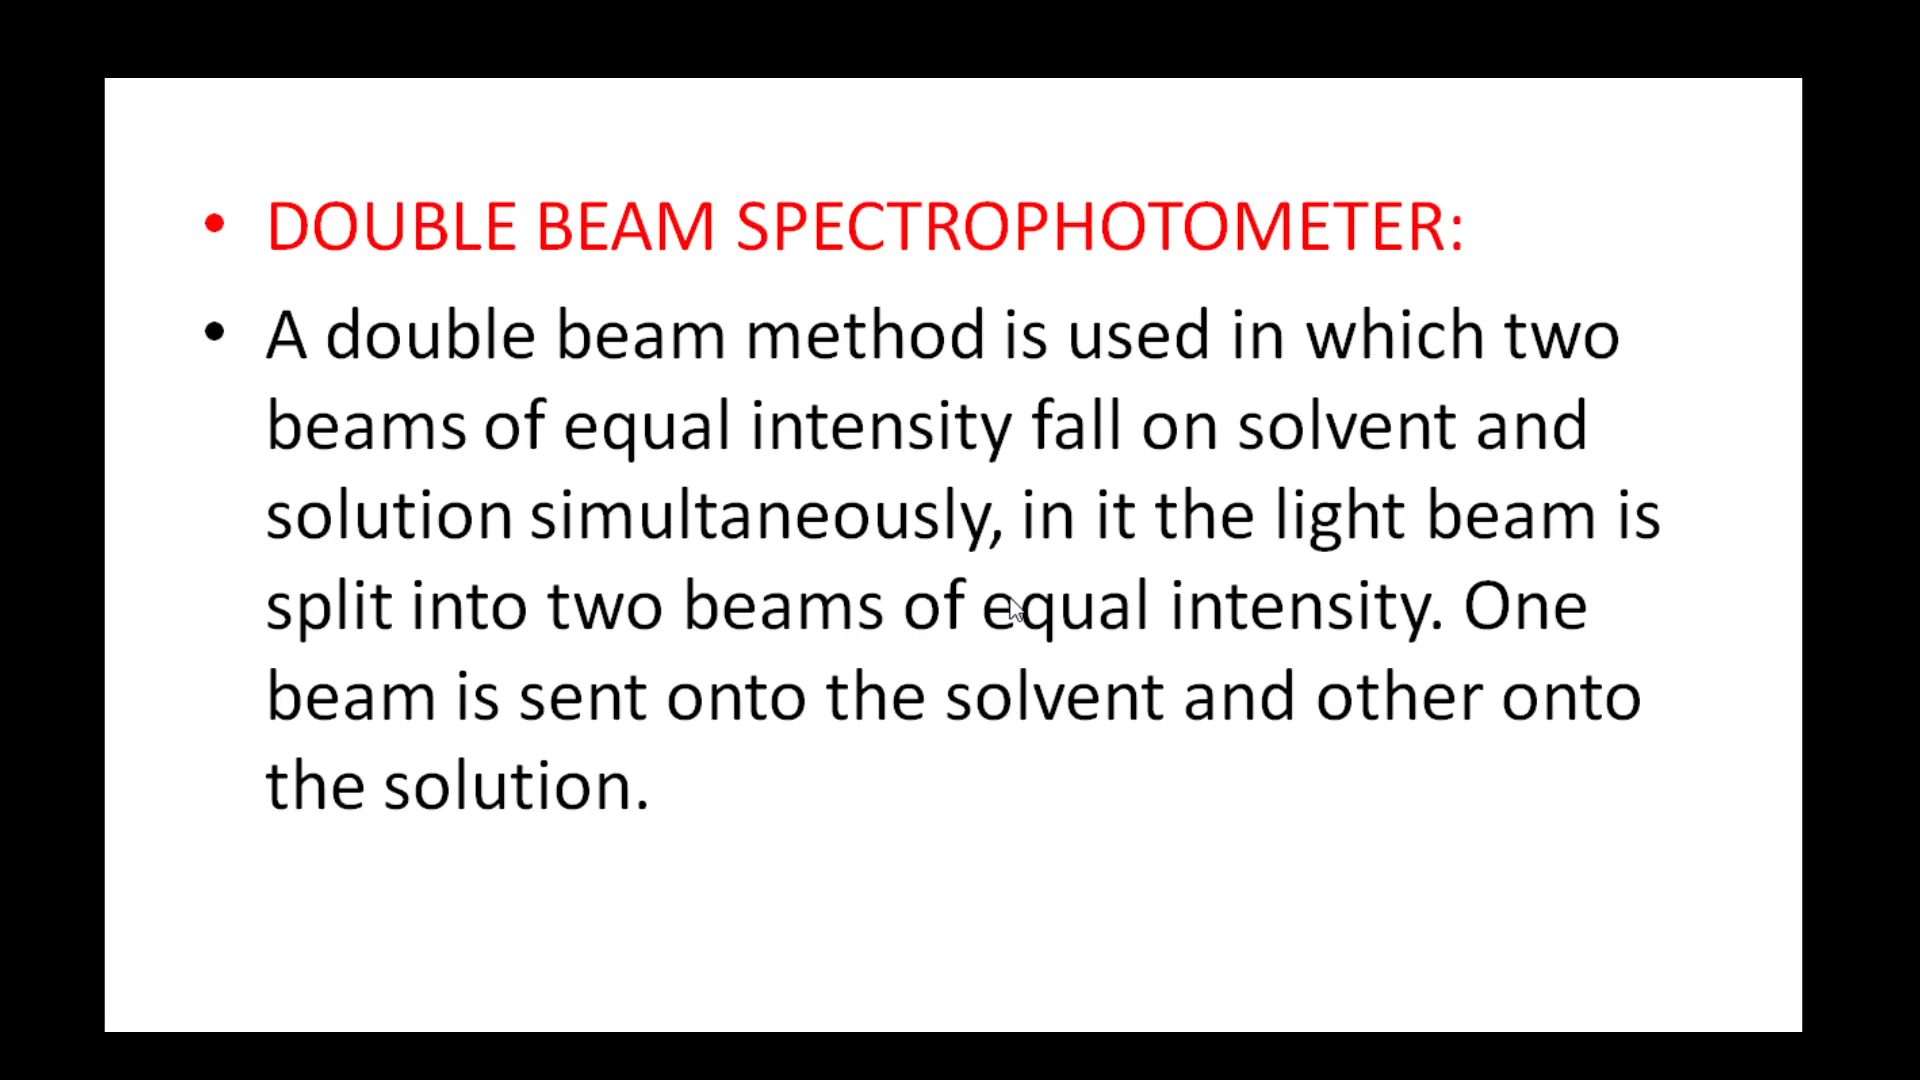 • DOUBLE BEAM SPECTROPHOTOMETER:
• A double beam method is used in which two
beams of equal intensity fall on solvent and
solution simultaneously, in it the light beam is
split into two beams of equal intensity. One
beam is sent onto the solvent and other onto
the solution.